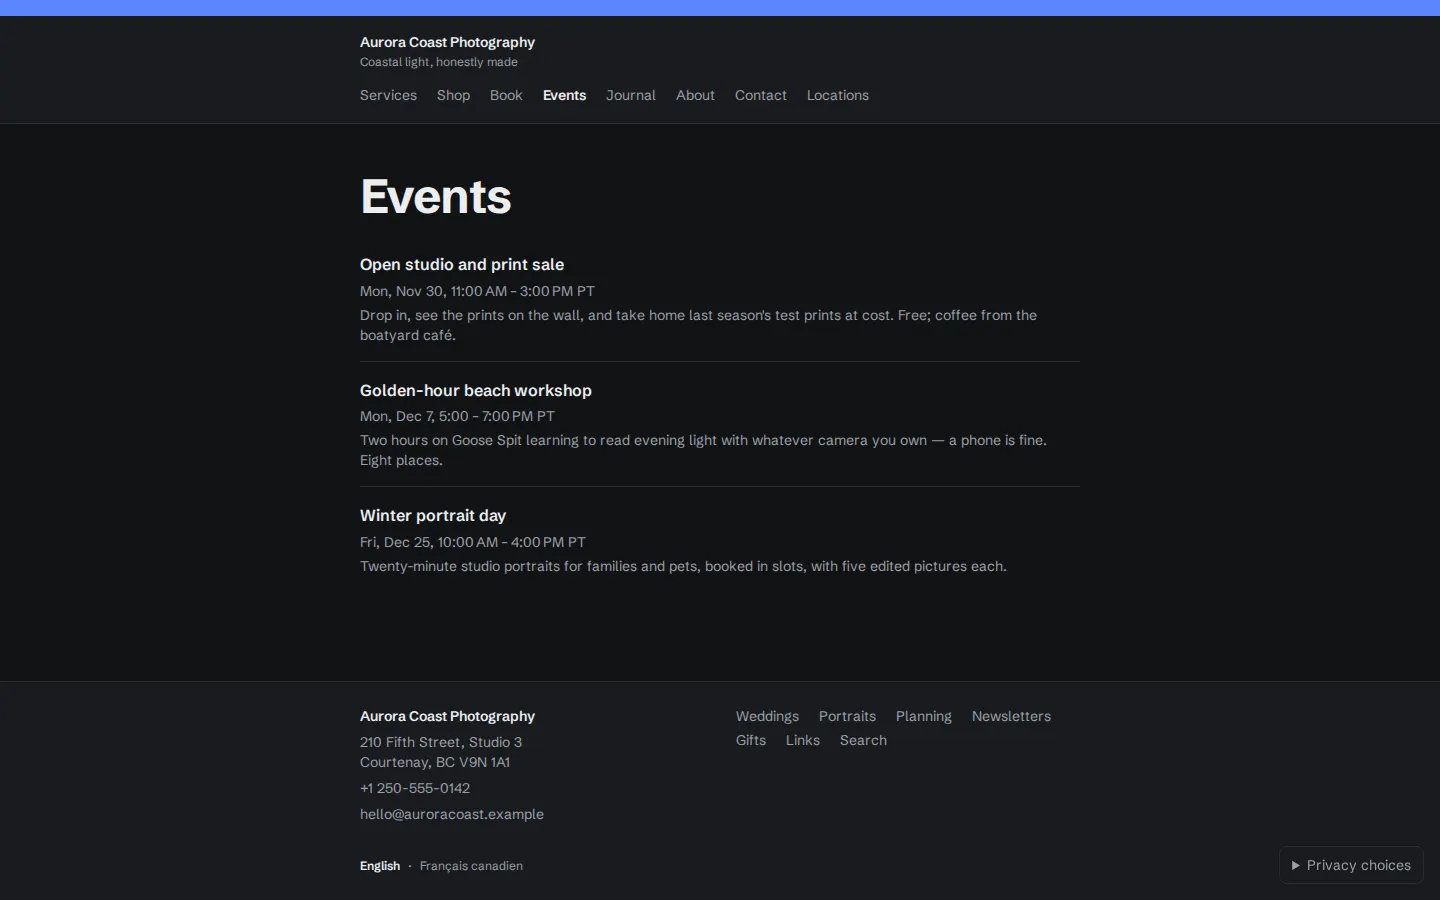 Aurora Coast Photography
Coastal light, honestly made
Services Shop Book Events Journal About Contact Locations
Events
Open studio and print sale
Mon, Nov 30, 11:00 AM – 3:00 PM PT
Drop in, see the prints on the wall, and take home last season's test prints at cost. Free; coffee from the
boatyard café.
Golden-hour beach workshop
Mon, Dec 7, 5:00 – 7:00 PM PT
Two hours on Goose Spit learning to read evening light with whatever camera you own — a phone is fine.
Eight places.
Winter portrait day
Fri, Dec 25, 10:00 AM – 4:00 PM PT
Twenty-minute studio portraits for families and pets, booked in slots, with five edited pictures each.
Aurora Coast Photography
210 Fifth Street, Studio 3
Courtenay, BC V9N 1A1
+1 250-555-0142
hello@auroracoast.example
Weddings Portraits Planning Newsletters
Gifts Links Search
English · Français canadien
Privacy choices